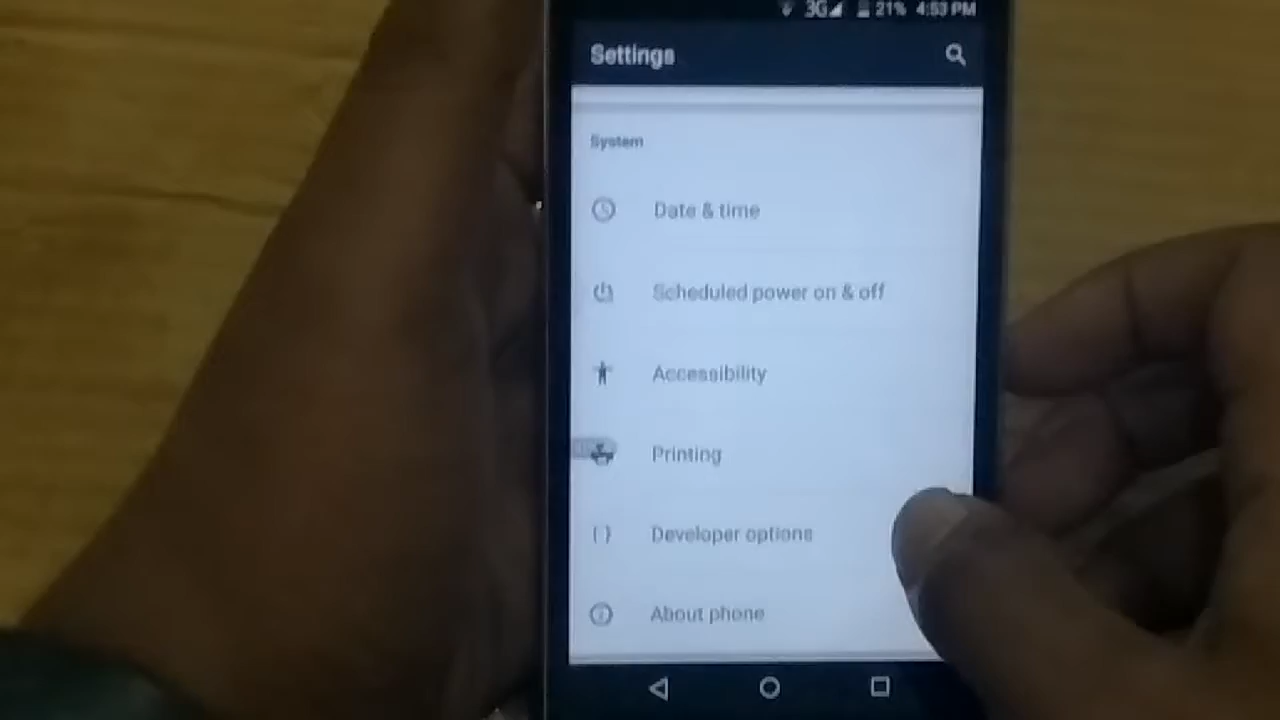 3G 21% 4:53 PM
Settings
System
Date & time
Scheduled power on & off
Accessibility
Printing
Developer options
About phone